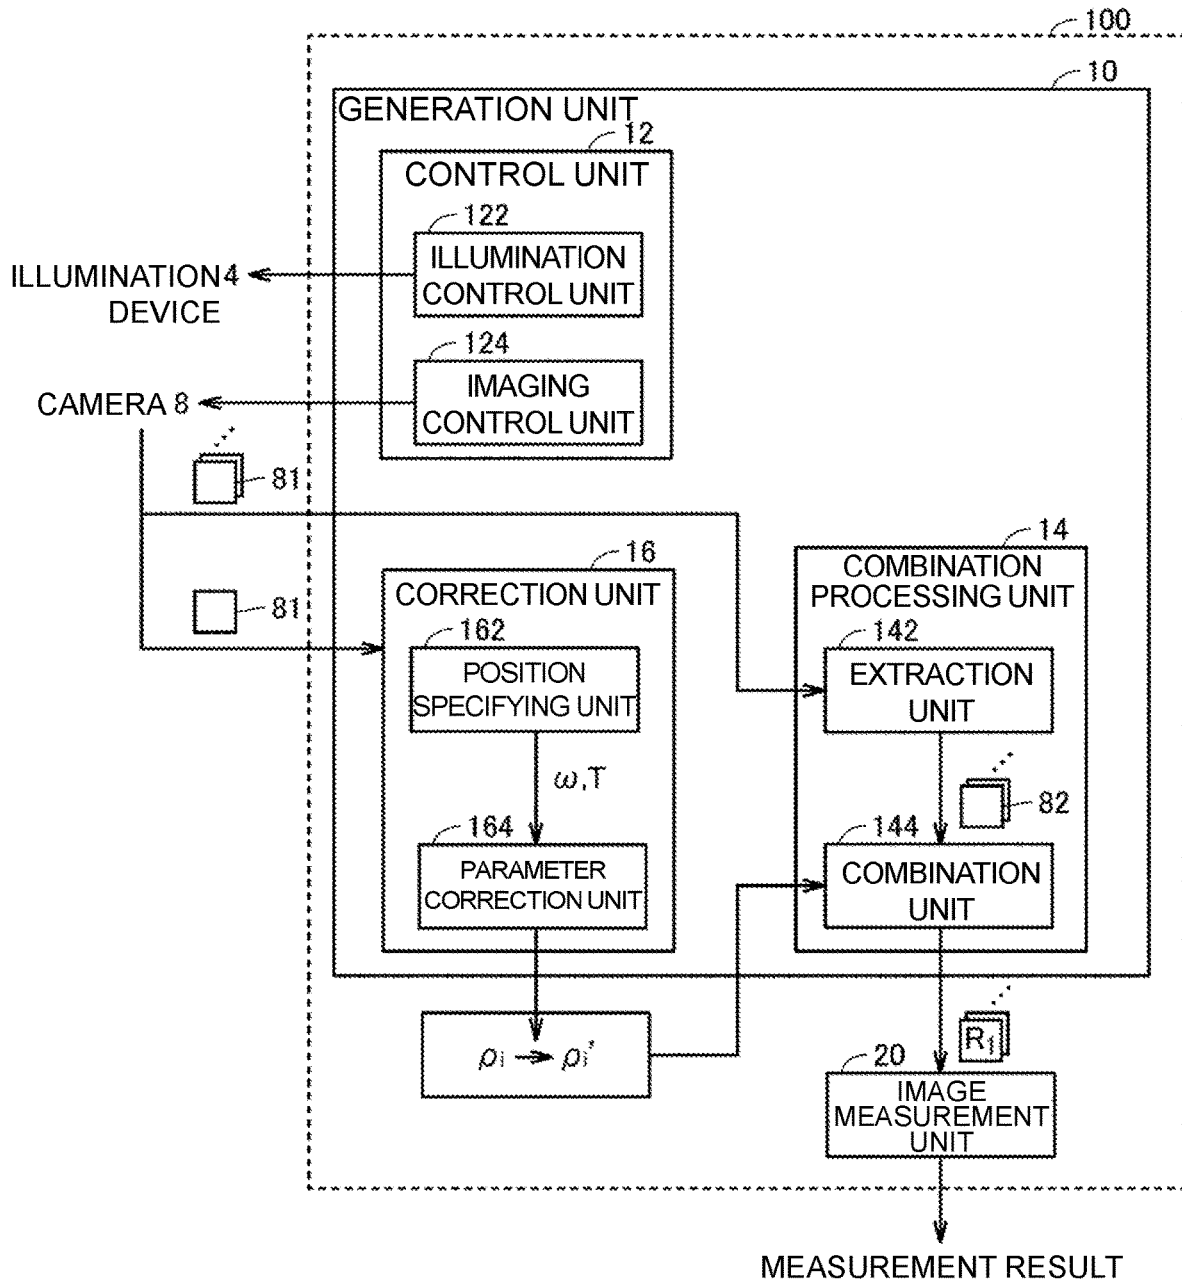 100
10
GENERATION UNIT
12
CONTROL UNIT
122
ILLUMINATION
CONTROL UNIT
ILLUMINATION 4
DEVICE
124
IMAGING
CONTROL UNIT
CAMERA 8
81
16
CORRECTION UNIT
81
162
POSITION
SPECIFYING UNIT
ω,T
164
PARAMETER
CORRECTION UNIT
ρi → ρi'
14
COMBINATION
PROCESSING UNIT
142
EXTRACTION
UNIT
82
144
COMBINATION
UNIT
R1
20
IMAGE
MEASUREMENT
UNIT
MEASUREMENT RESULT